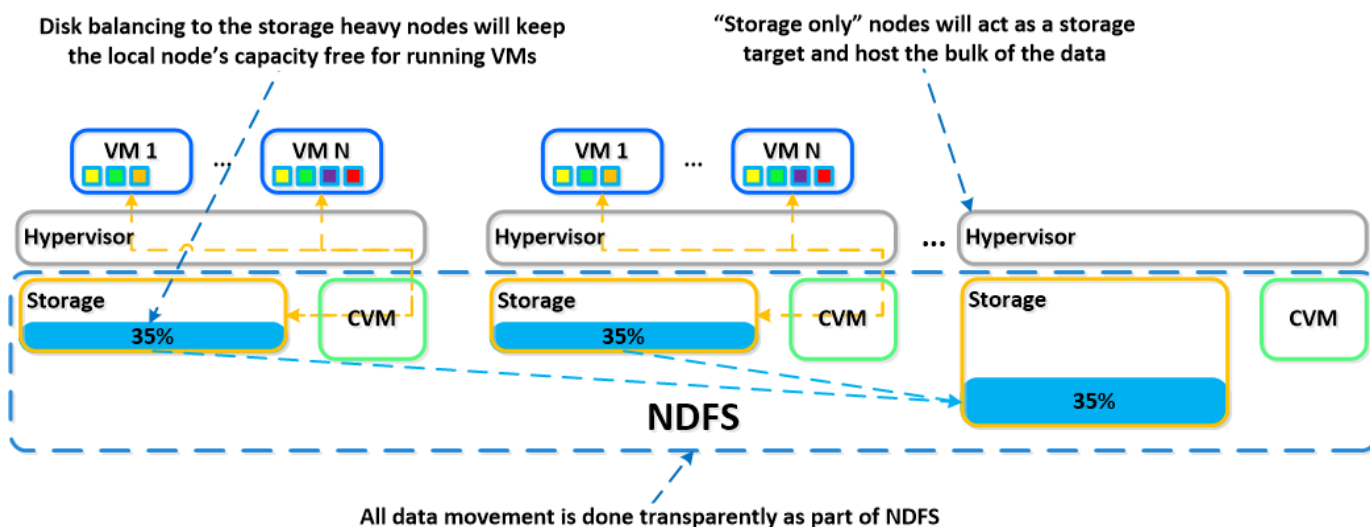 Disk balancing to the storage heavy nodes will keep
the local node's capacity free for running VMs
“Storage only” nodes will act as a storage
target and host the bulk of the data
VM 1
...
VM N
VM 1
...
VM N
Hypervisor
Hypervisor
...
Hypervisor
Storage
35%
CVM
Storage
35%
CVM
Storage
35%
CVM
NDFS
All data movement is done transparently as part of NDFS